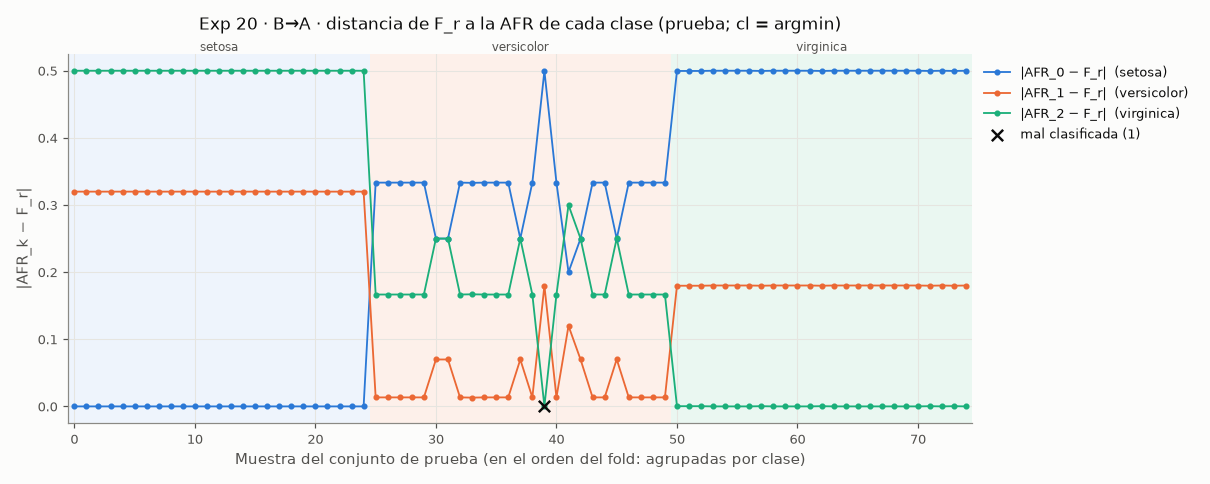 Exp 20 · B→A · distancia de F_r a la AFR de cada clase (prueba; cl = argmin)
setosa versicolor virginica
|AFR_0 − F_r| (setosa)
|AFR_1 − F_r| (versicolor)
|AFR_2 − F_r| (virginica)
mal clasificada (1)
|AFR_k − F_r|
0.5
0.4
0.3
0.2
0.1
0.0
0 10 20 30 40 50 60 70
Muestra del conjunto de prueba (en el orden del fold: agrupadas por clase)